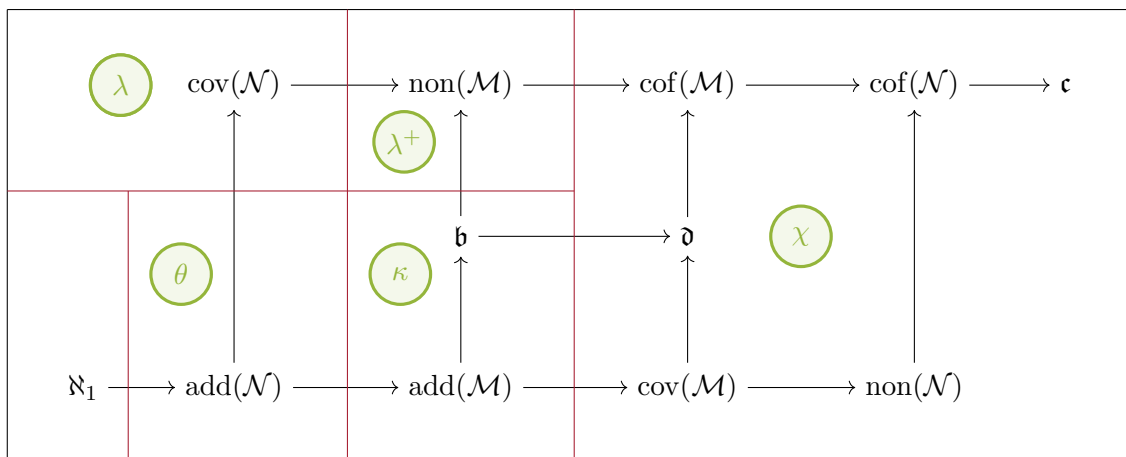 λ cov(𝒩) non(ℳ) cof(ℳ) cof(𝒩) 𝔠
λ⁺
𝔟 𝔡 χ
θ κ
ℵ₁ add(𝒩) add(ℳ) cov(ℳ) non(𝒩)